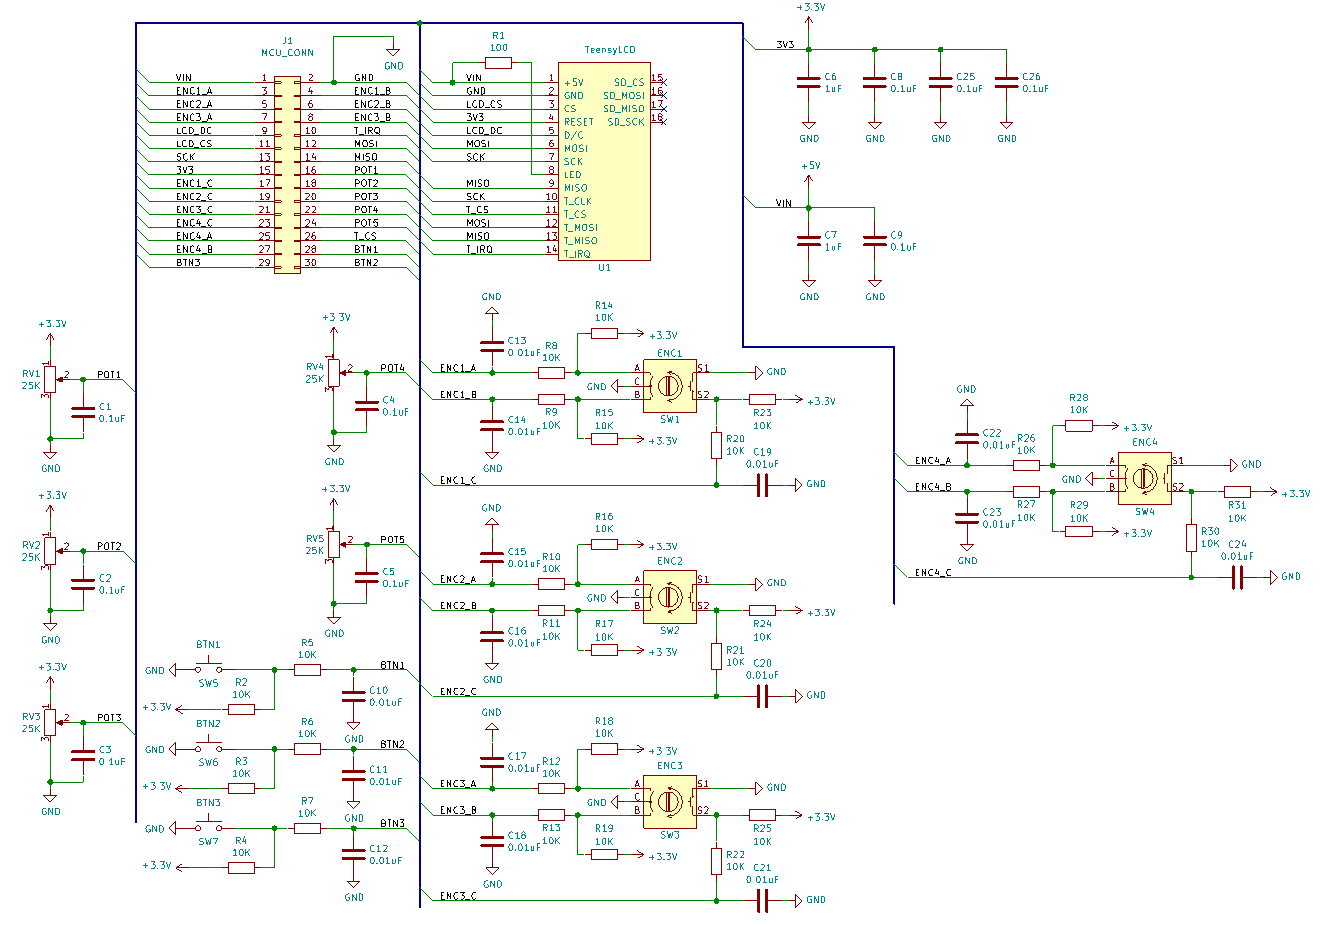 J1
MCU_CONN
VIN 1 2 GND
ENC1_A 3 4 ENC1_B
ENC2_A 5 6 ENC2_B
ENC3_A 7 8 ENC3_B
LCD_DC 9 10 T_IRQ
LCD_CS 11 12 MOSI
SCK 13 14 MISO
3V3 15 16 POT1
ENC1_C 17 18 POT2
ENC2_C 19 20 POT3
ENC3_C 21 22 POT4
ENC4_C 23 24 POT5
ENC4_A 25 26 T_CS
ENC4_B 27 28 BTN1
BTN3 29 30 BTN2
GND
R1
100
TeensyLCD
VIN 1 +5V SD_CS 15
GND 2 GND SD_MOSI 16
LCD_CS 3 CS SD_MISO 17
3V3 4 RESET SD_SCK 18
LCD_DC 5 D/C
MOSI 6 MOSI
SCK 7 SCK
8 LED
MISO 9 MISO
SCK 10 T_CLK
T_CS 11 T_CS
MOSI 12 T_MOSI
MISO 13 T_MISO
T_IRQ 14 T_IRQ
U1
+3.3V
3V3
C6
1uF
C8
0.1uF
C25
0.1uF
C26
0.1uF
GND GND GND GND
+5V
VIN
C7
1uF
C9
0.1uF
GND GND
+3.3V
RV1
25K
1
2
3
POT1
C1
0.1uF
GND
+3.3V
RV2
25K
1
2
3
POT2
C2
0.1uF
GND
+3.3V
RV3
25K
1
2
3
POT3
C3
0.1uF
GND
+3.3V
RV4
25K
1
2
3
POT4
C4
0.1uF
GND
+3.3V
RV5
25K
1
2
3
POT5
C5
0.1uF
GND
BTN1
GND
SW5
R2
10K
+3.3V
R5
10K
BTN1
C10
0.01uF
GND
BTN2
GND
SW6
R3
10K
+3.3V
R6
10K
BTN2
C11
0.01uF
GND
BTN3
GND
SW7
R4
10K
+3.3V
R7
10K
BTN3
C12
0.01uF
GND
GND
C13
0.01uF
R14
10K
+3.3V
R8
10K
ENC1
ENC1_A
A
S1
GND
GND
C
ENC1_B
B
S2
SW1
R9
10K
C14
0.01uF
R15
10K
+3.3V
GND
R23
10K
+3.3V
R20
10K
C19
0.01uF
ENC1_C
GND
GND
C15
0.01uF
R16
10K
+3.3V
R10
10K
ENC2
ENC2_A
A
S1
GND
GND
C
ENC2_B
B
S2
SW2
R11
10K
C16
0.01uF
R17
10K
+3.3V
GND
R24
10K
+3.3V
R21
10K
C20
0.01uF
ENC2_C
GND
GND
C17
0.01uF
R18
10K
+3.3V
R12
10K
ENC3
ENC3_A
A
S1
GND
GND
C
ENC3_B
B
S2
SW3
R13
10K
C18
0.01uF
R19
10K
+3.3V
GND
R25
10K
+3.3V
R22
10K
C21
0.01uF
ENC3_C
GND
GND
C22
0.01uF
R28
10K
+3.3V
R26
10K
ENC4
ENC4_A
A
S1
GND
GND
C
ENC4_B
B
S2
SW4
R27
10K
C23
0.01uF
R29
10K
+3.3V
GND
R31
10K
+3.3V
R30
10K
C24
0.01uF
ENC4_C
GND